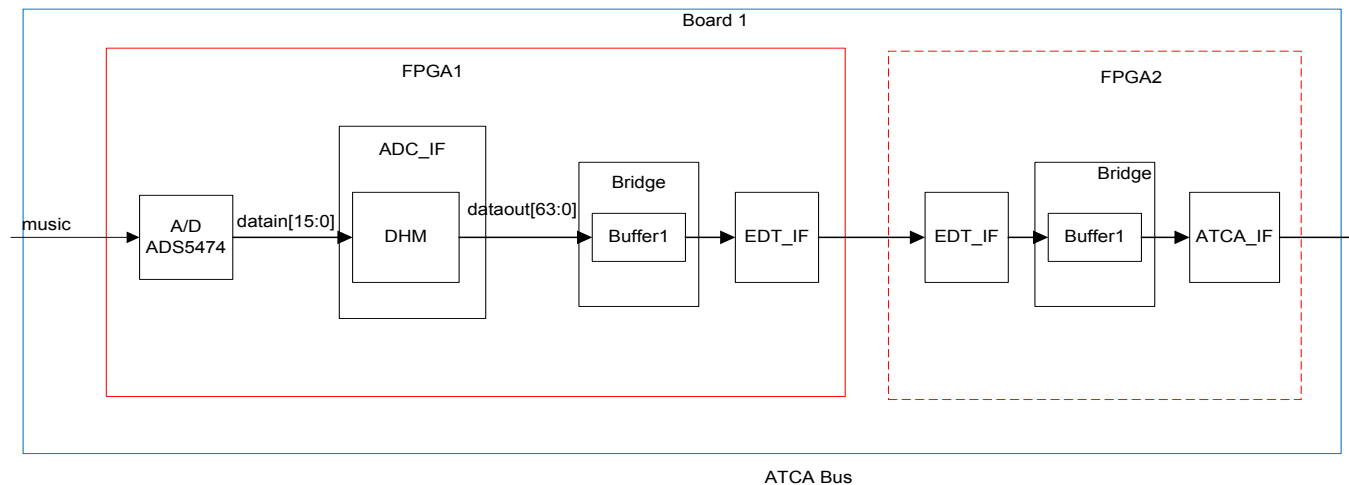 Board 1
FPGA1
FPGA2
ADC_IF
Bridge
Bridge
music
A/D
ADS5474
datain[15:0]
DHM
dataout[63:0]
Buffer1
EDT_IF
EDT_IF
Buffer1
ATCA_IF
ATCA Bus